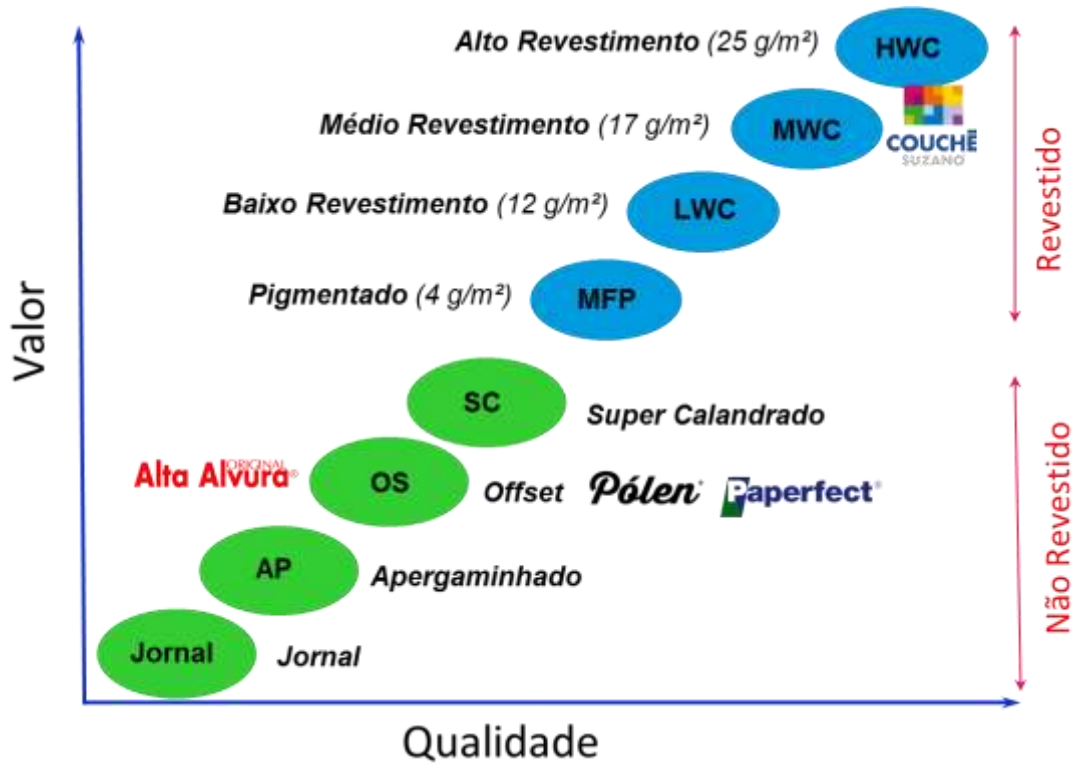 Alto Revestimento (25 g/m²) HWC
Médio Revestimento (17 g/m²) MWC
COUCHÊ
SUZANO
Baixo Revestimento (12 g/m²) LWC
Pigmentado (4 g/m²) MFP
Revestido
Valor
SC Super Calandrado
Alta Alvura ORIGINAL® OS Offset Pólen® Paperfect®
AP Apergaminhado
Jornal Jornal
Não Revestido
Qualidade